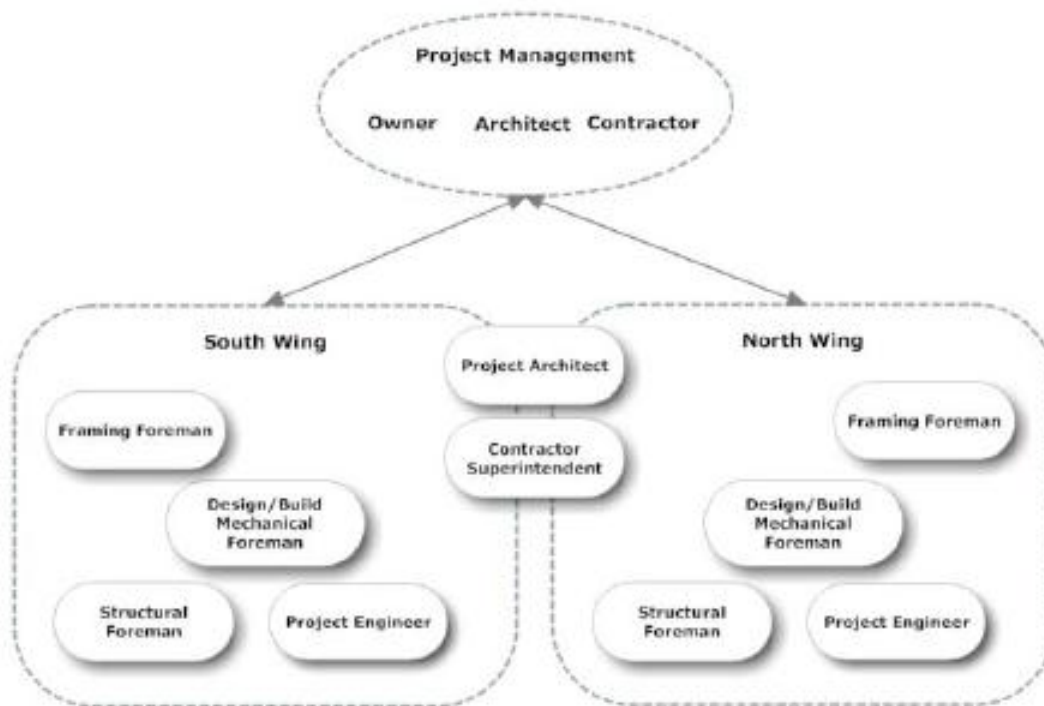 Project Management
Owner Architect Contractor
South Wing
North Wing
Project Architect
Contractor
Superintendent
Framing Foreman
Design/Build
Mechanical
Foreman
Structural
Foreman
Project Engineer
Framing Foreman
Design/Build
Mechanical
Foreman
Structural
Foreman
Project Engineer